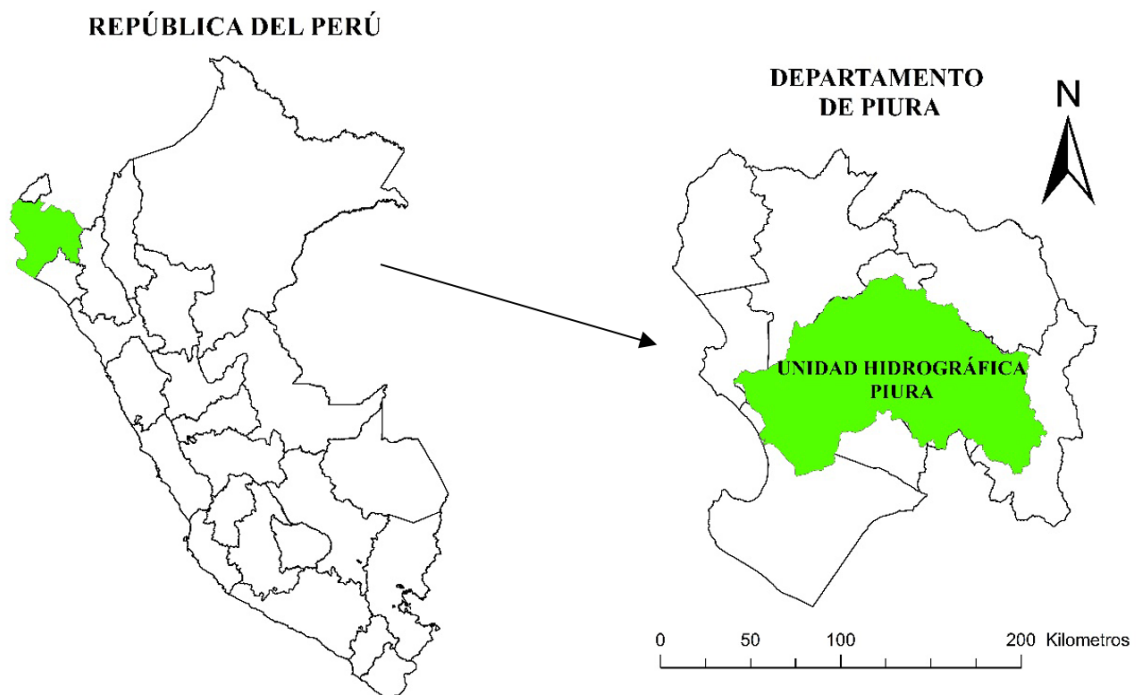 REPÚBLICA DEL PERÚ
DEPARTAMENTO
DE PIURA
N
UNIDAD HIDROGRÁFICA
PIURA
0 50 100 200 Kilometros